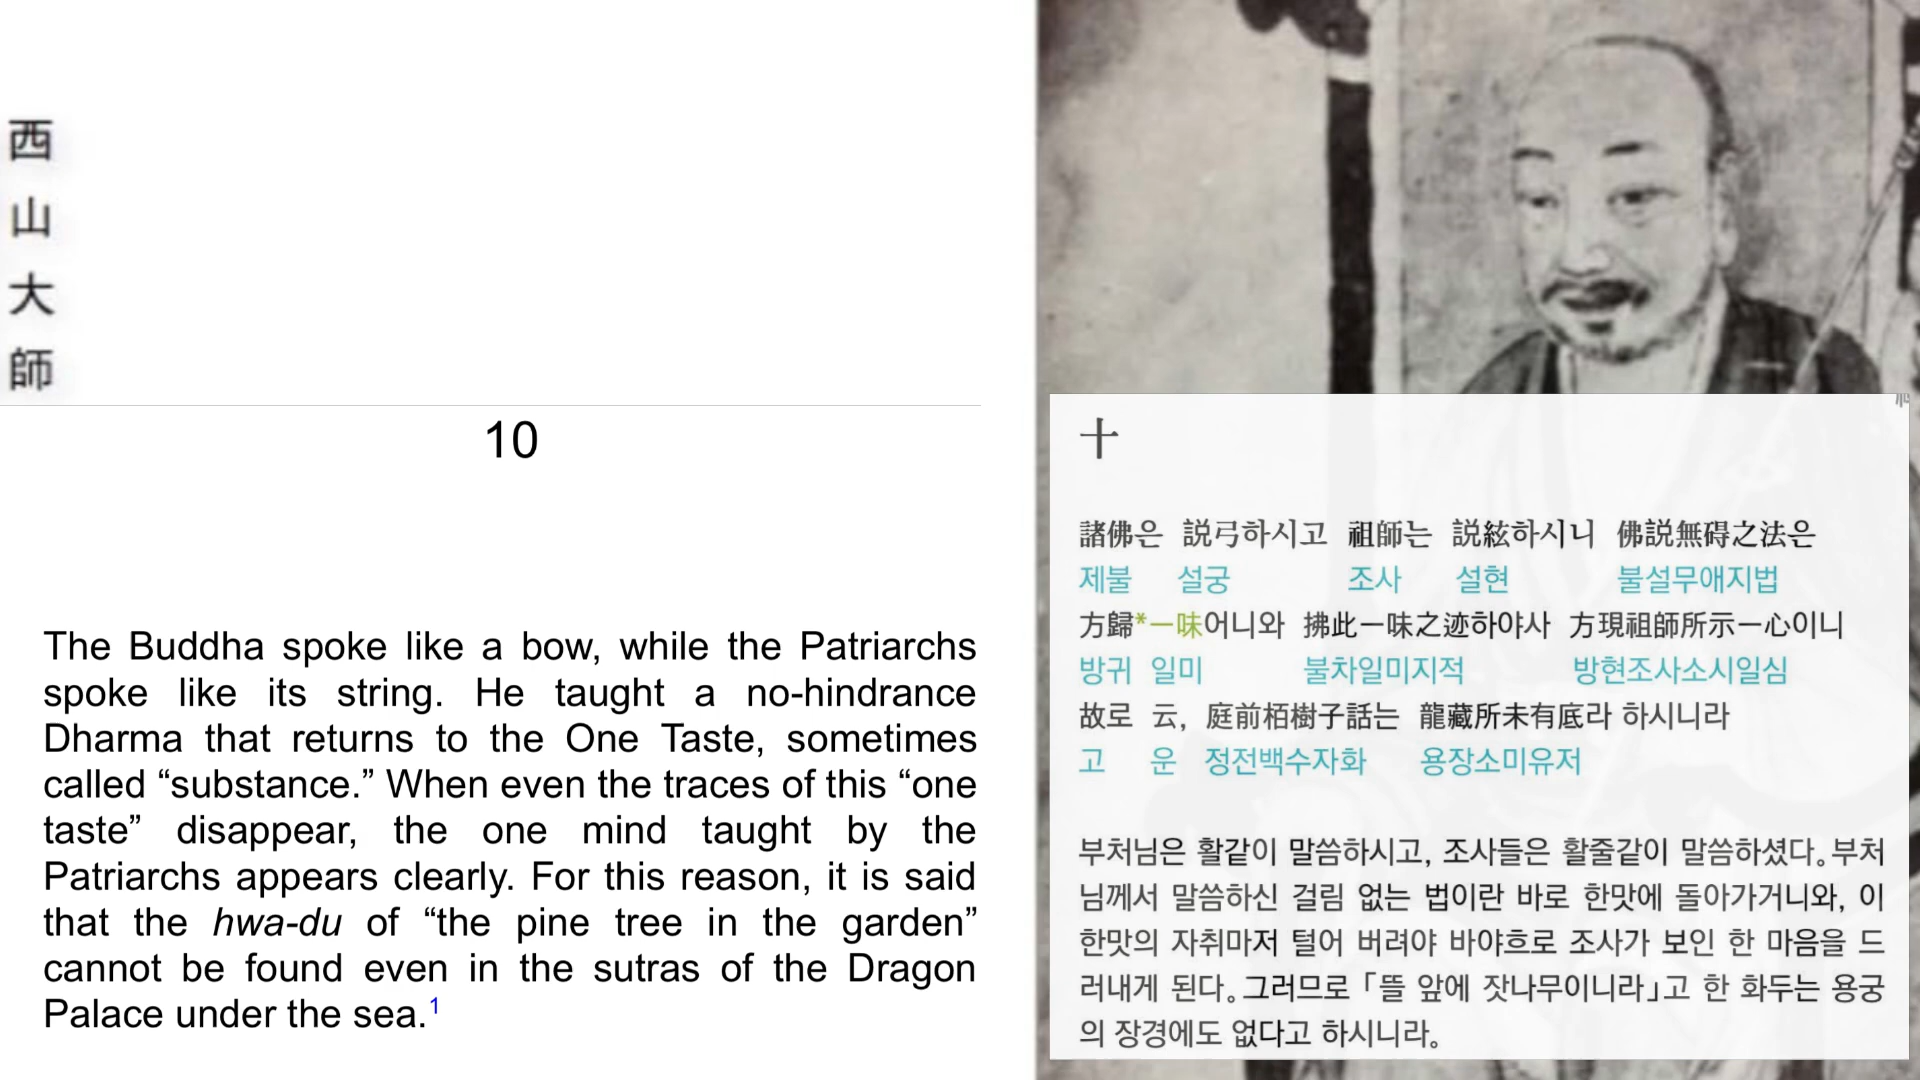 西
山
大
師
10
The Buddha spoke like a bow, while the Patriarchs
spoke like its string. He taught a no-hindrance
Dharma that returns to the One Taste, sometimes
called “substance.” When even the traces of this “one
taste” disappear, the one mind taught by the
Patriarchs appears clearly. For this reason, it is said
that the hwa-du of “the pine tree in the garden”
cannot be found even in the sutras of the Dragon
Palace under the sea.1
十
諸佛은 説弓하시고 祖師는 説絃하시니 佛説無碍之法은
제불 설궁 조사 설현 불설무애지법
方歸*一味어니와 拂此一味之迹하야사 方現祖師所示一心이니
방귀 일미 불차일미지적 방현조사소시일심
故로 云, 庭前栢樹子話는 龍藏所未有底라 하시니라
고 운 정전백수자화 용장소미유저
부처님은 활같이 말씀하시고, 조사들은 활줄같이 말씀하셨다. 부처
님께서 말씀하신 걸림 없는 법이란 바로 한맛에 돌아가거니와, 이
한맛의 자취마저 털어 버려야 바야흐로 조사가 보인 한 마음을 드
러내게 된다. 그러므로 「뜰 앞에 잣나무이니라」고 한 화두는 용궁
의 장경에도 없다고 하시니라.